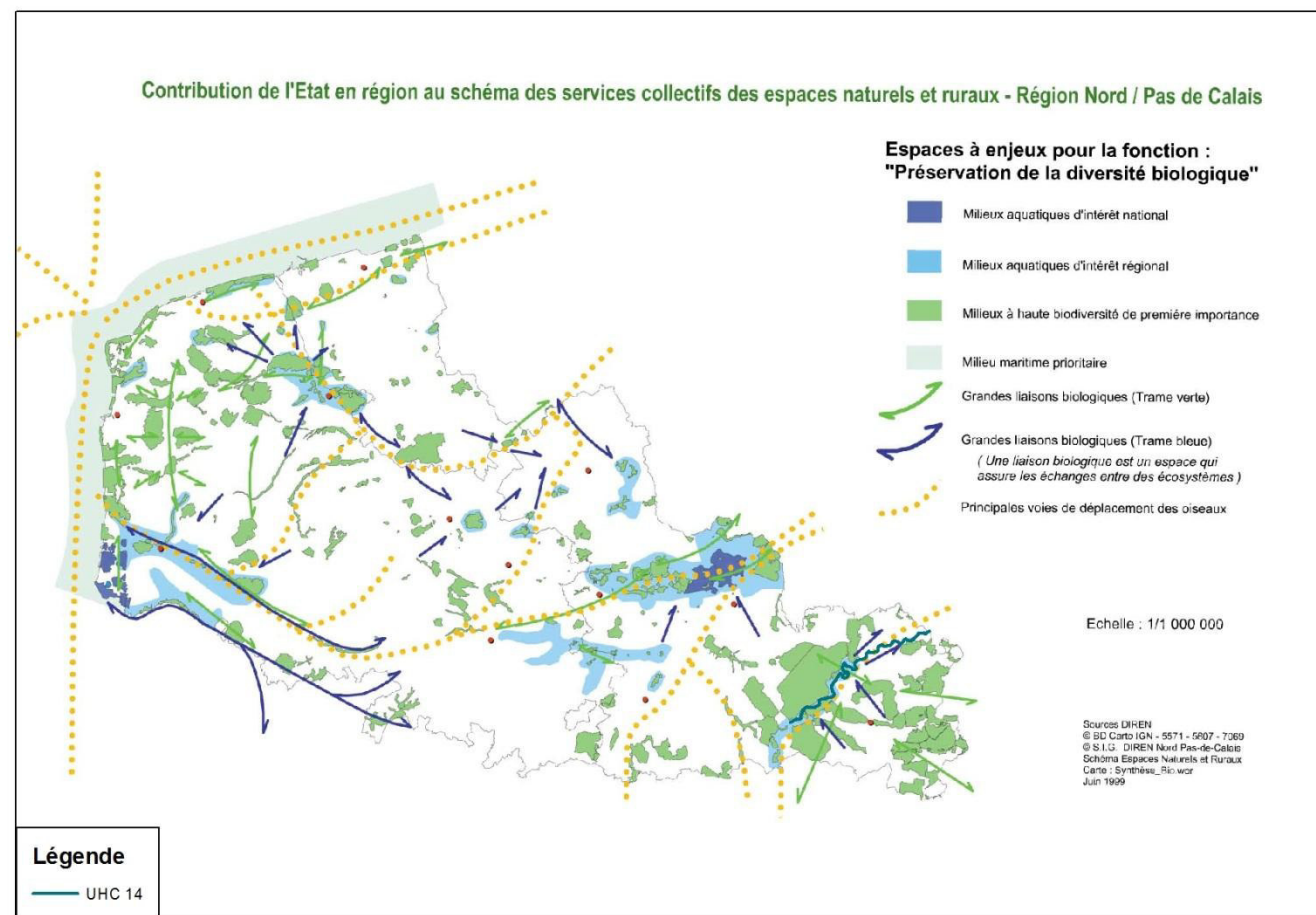 Contribution de l'Etat en région au schéma des services collectifs des espaces naturels et ruraux - Région Nord / Pas de Calais
Espaces à enjeux pour la fonction :
"Préservation de la diversité biologique"
Milieux aquatiques d'intérêt national
Milieux aquatiques d'intérêt régional
Milieux à haute biodiversité de première importance
Milieu maritime prioritaire
Grandes liaisons biologiques (Trame verte)
Grandes liaisons biologiques (Trame bleue)
( Une liaison biologique est un espace qui
assure les échanges entre des écosystèmes )
Principales voies de déplacement des oiseaux
Echelle : 1/1 000 000
Sources DIREN
© BD Carto IGN - 5571 - 5807 - 7069
© S.I.G. DIREN Nord Pas-de-Calais
Schéma Espaces Naturels et Ruraux
Carte : Synthèse_Bio.wor
Juin 1999
Légende
UHC 14